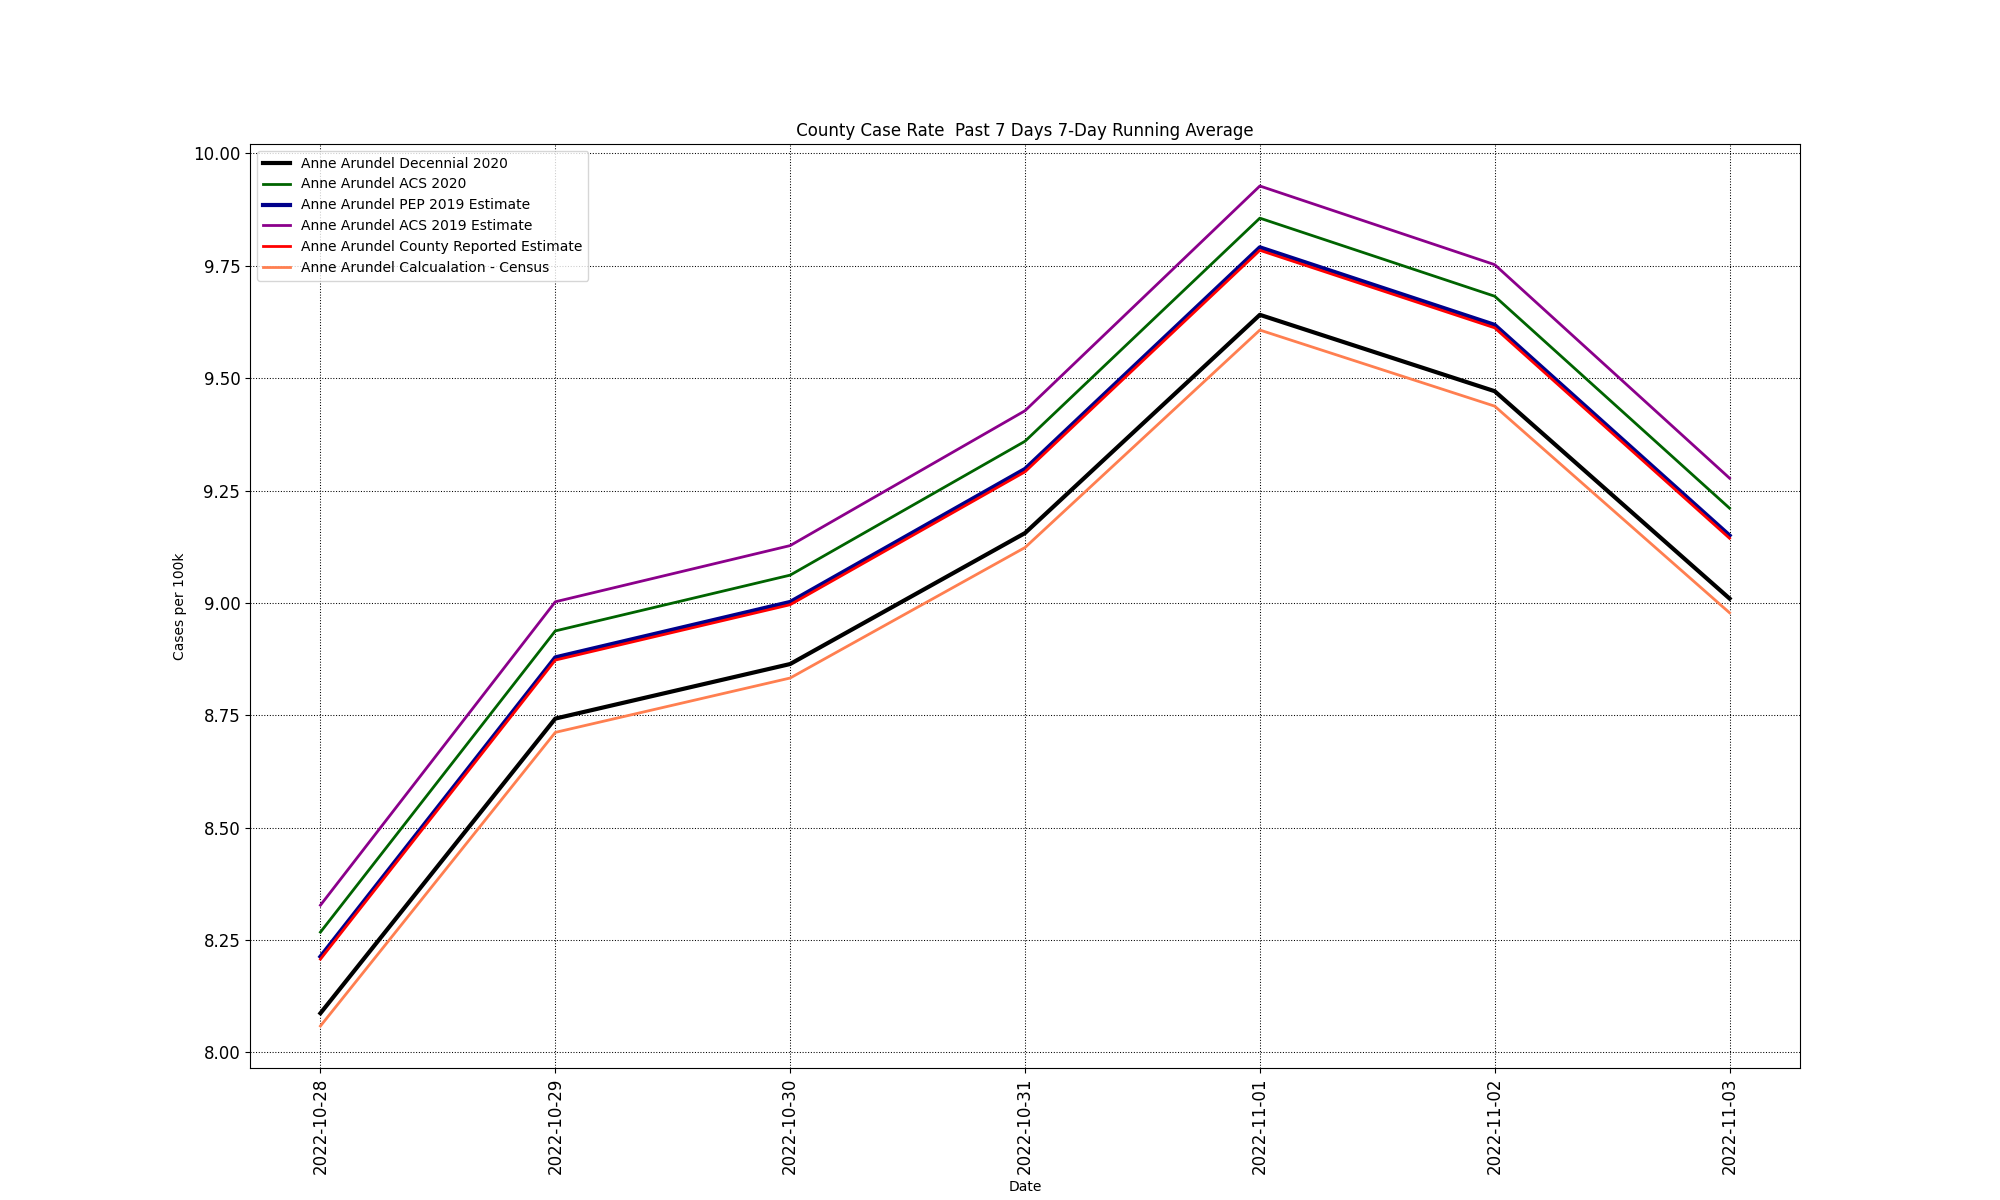 County Case Rate  Past 7 Days 7-Day Running Average
10.00
9.75
9.50
9.25
9.00
8.75
8.50
8.25
8.00
Cases per 100k
Anne Arundel Decennial 2020
Anne Arundel ACS 2020
Anne Arundel PEP 2019 Estimate
Anne Arundel ACS 2019 Estimate
Anne Arundel County Reported Estimate
Anne Arundel Calcualation - Census
2022-10-28
2022-10-29
2022-10-30
2022-10-31
2022-11-01
2022-11-02
2022-11-03
Date